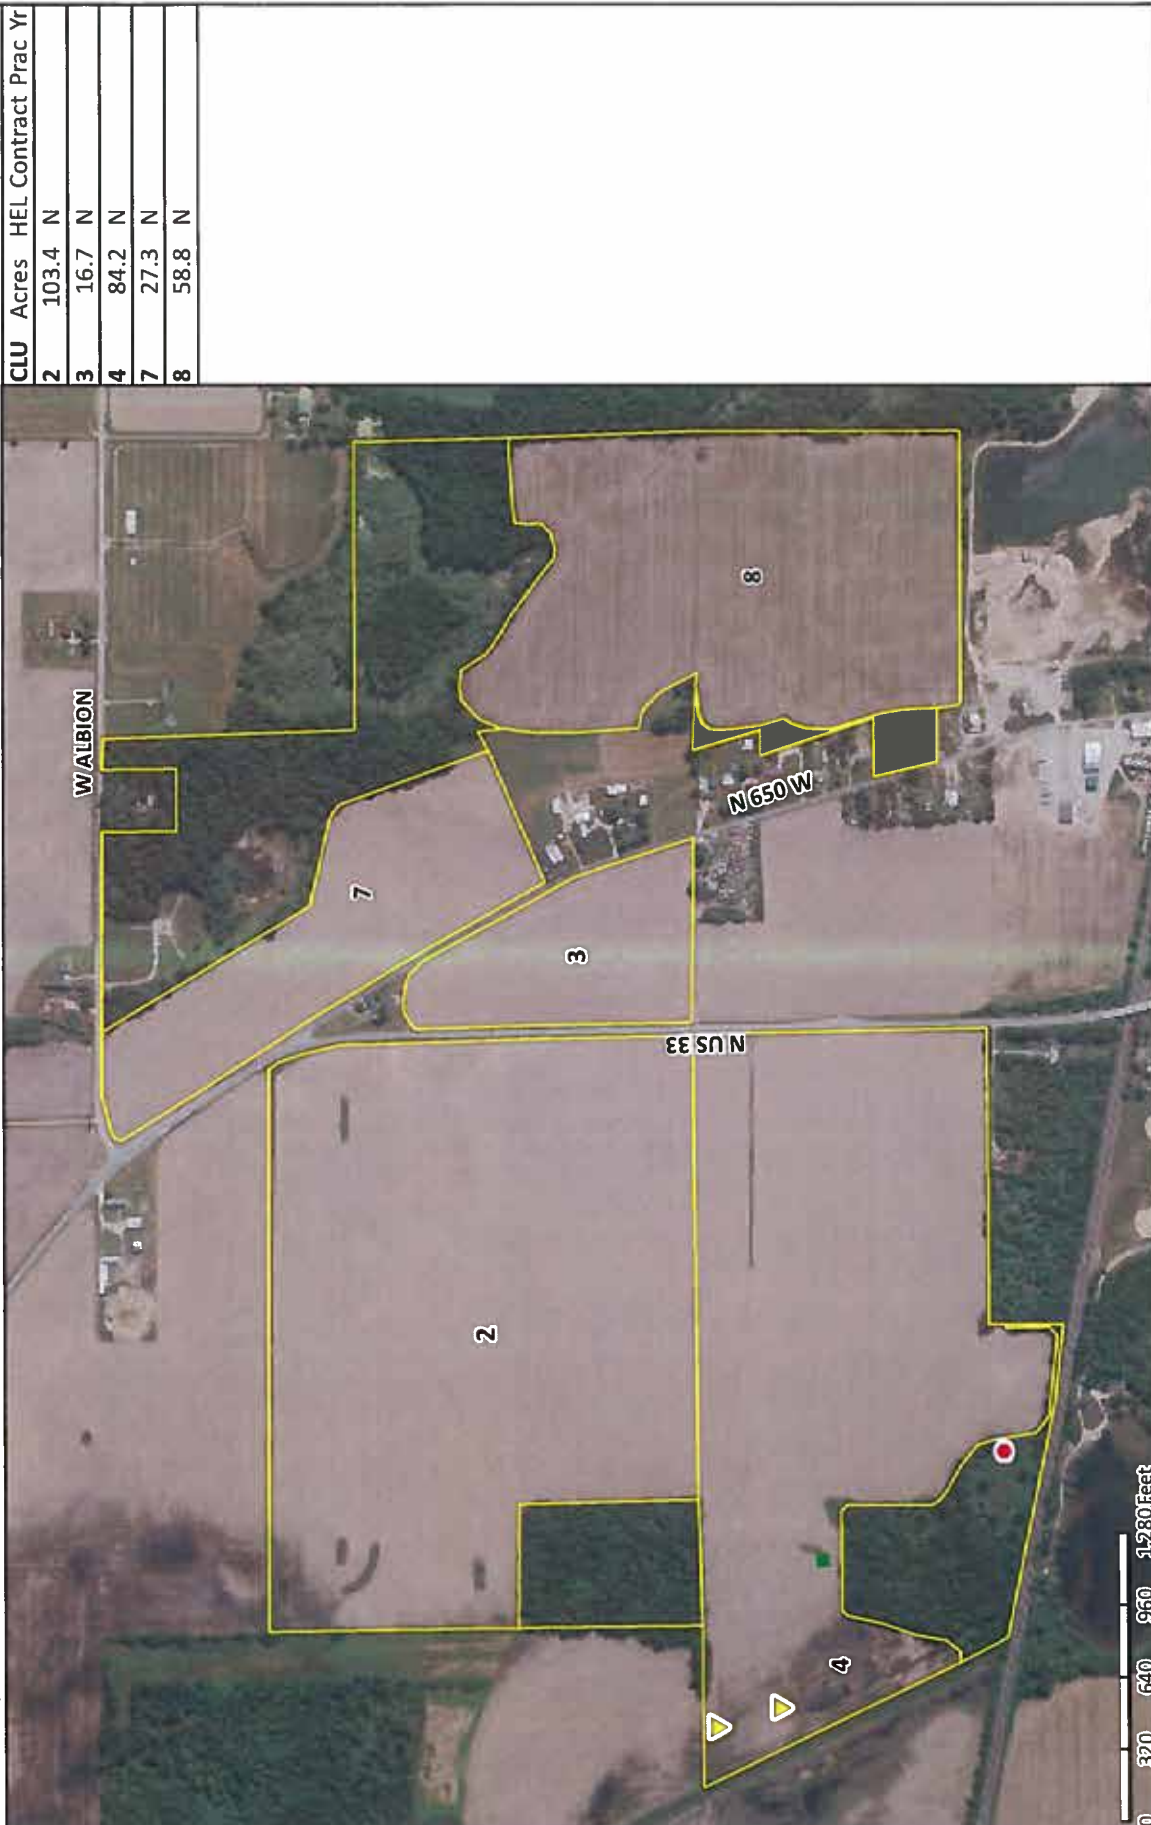 CLU Acres HEL Contract Prac Yr
2 103.4 N
3 16.7 N
4 84.2 N
7 27.3 N
8 58.8 N
W ALBION
7
8
2
3
N US 33
N 650 W
4
0 320 640 960 1,280 Feet